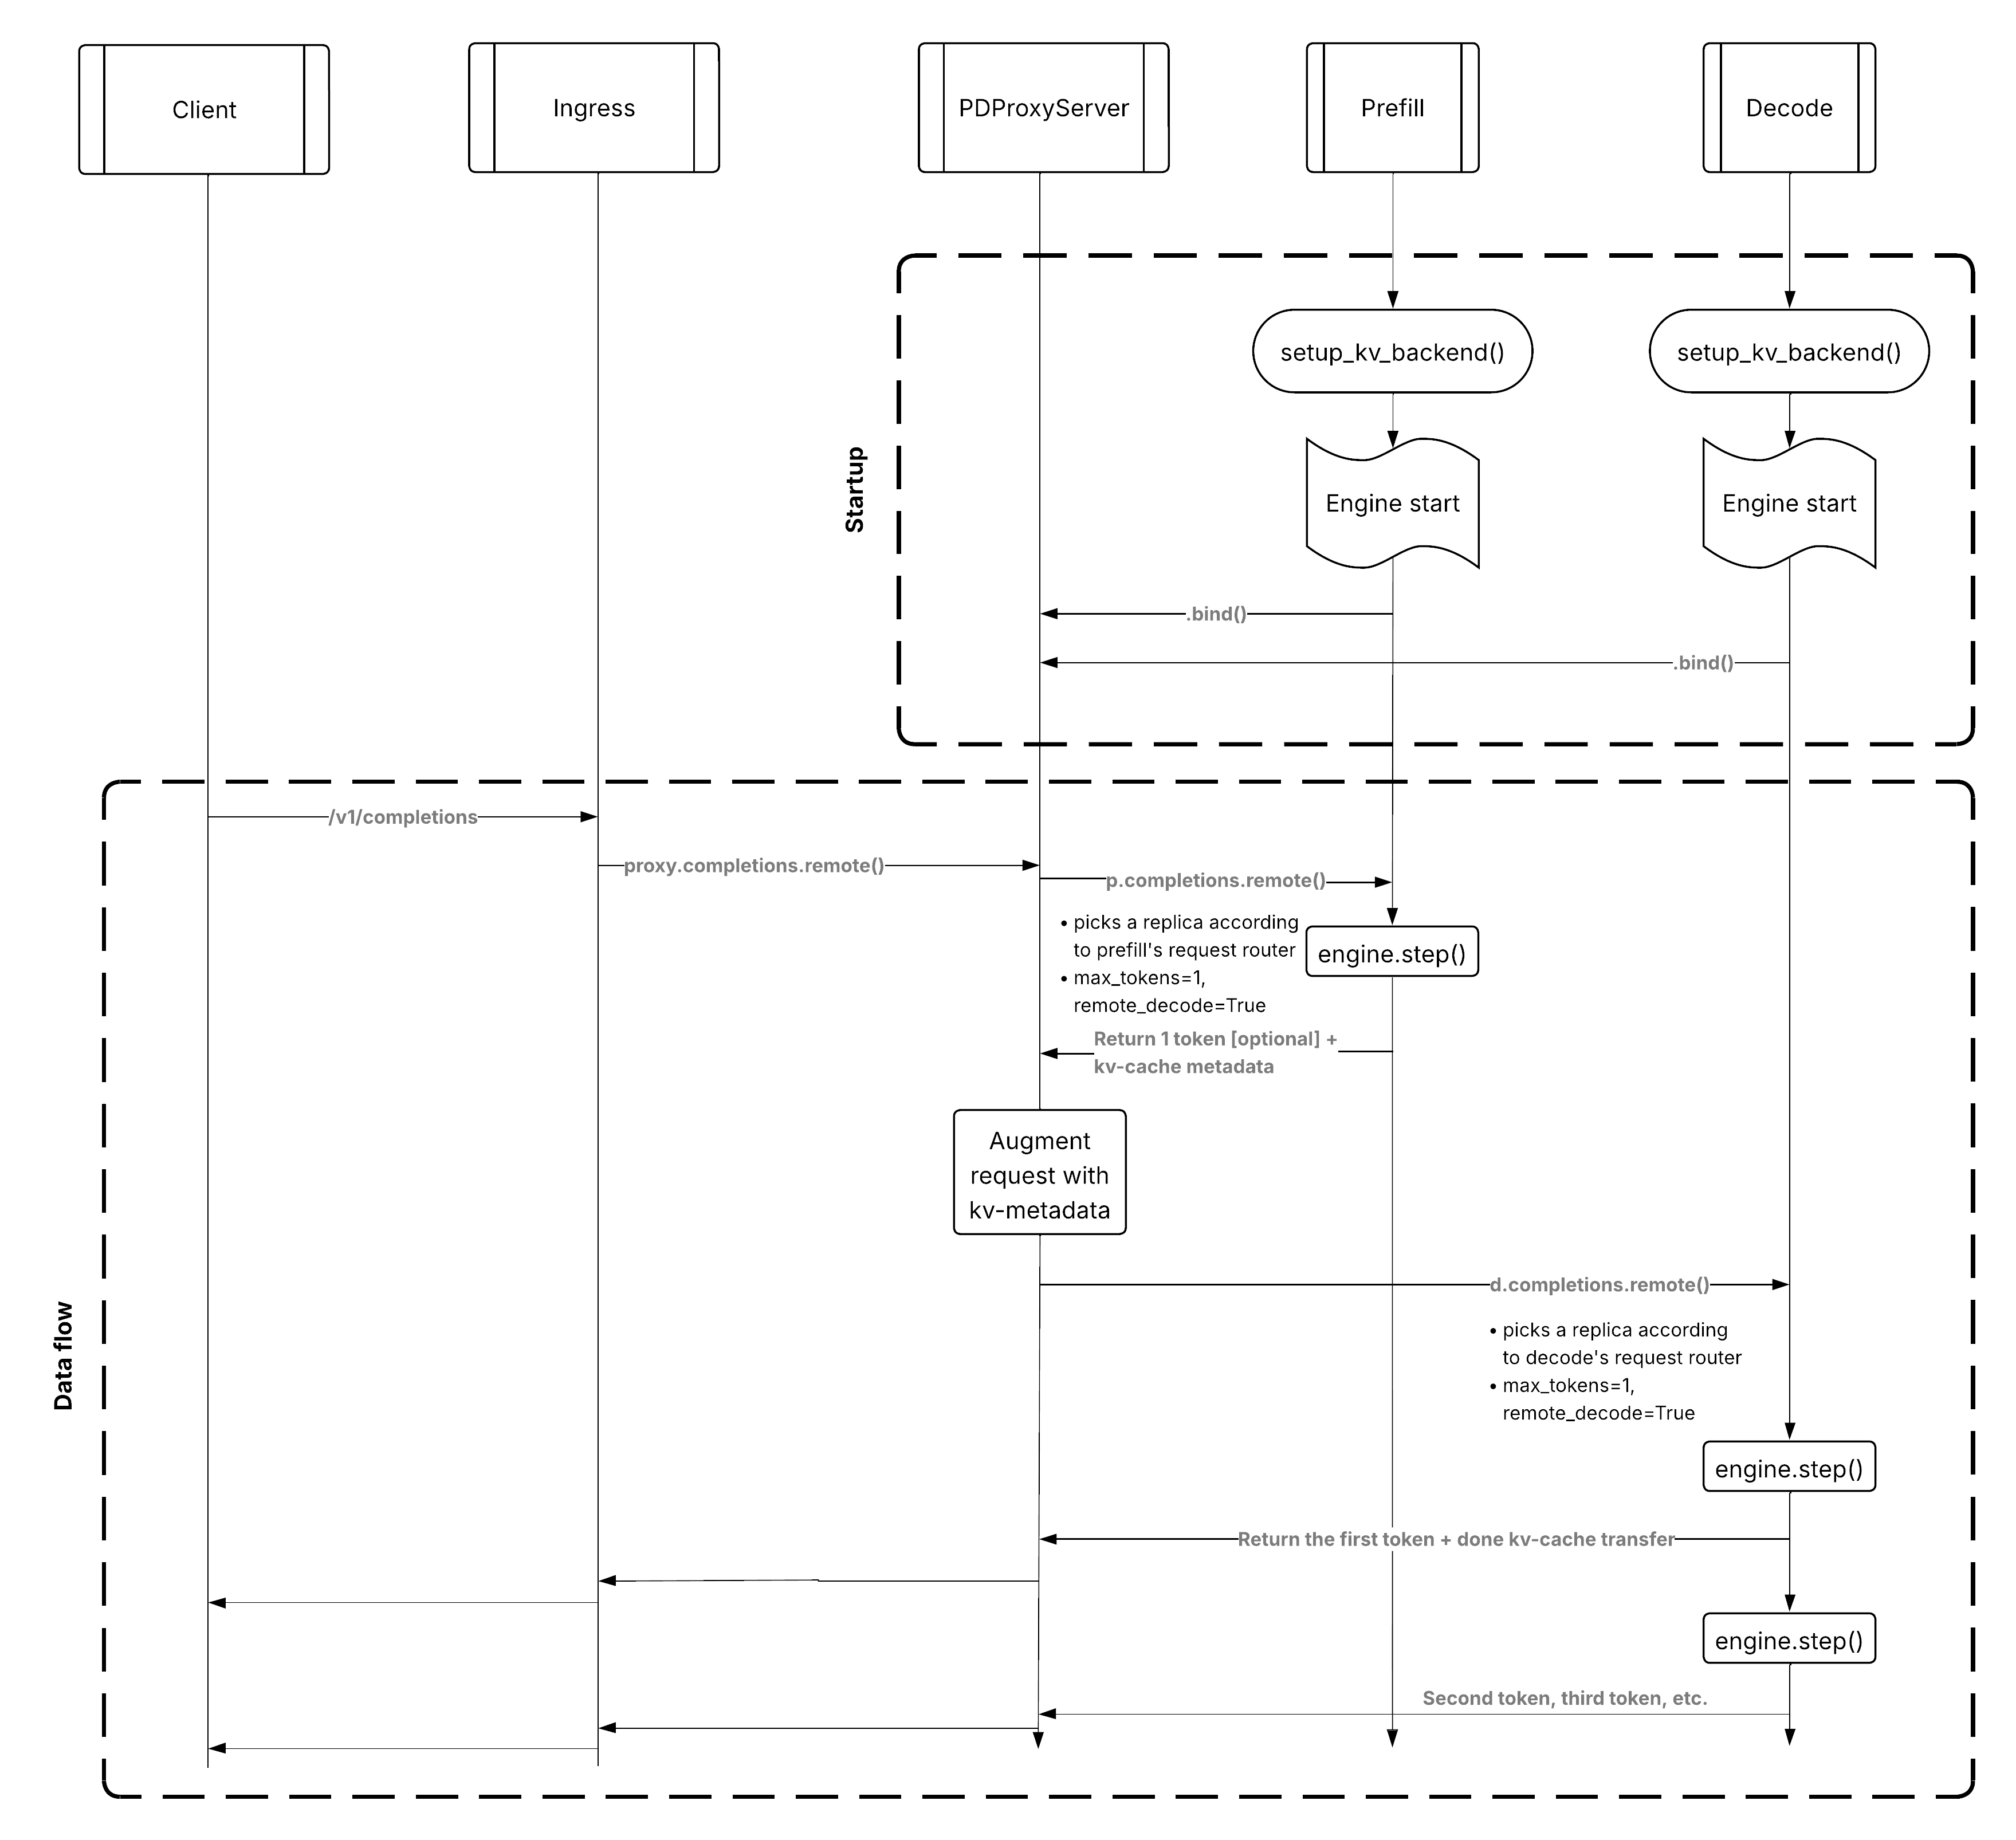 Client
Ingress
PDProxyServer
Prefill
Decode
Startup
setup_kv_backend()
setup_kv_backend()
Engine start
Engine start
.bind()
.bind()
Data flow
/v1/completions
proxy.completions.remote()
p.completions.remote()
• picks a replica according
to prefill's request router
• max_tokens=1,
remote_decode=True
engine.step()
Return 1 token [optional] +
kv-cache metadata
Augment
request with
kv-metadata
d.completions.remote()
• picks a replica according
to decode's request router
• max_tokens=1,
remote_decode=True
engine.step()
Return the first token + done kv-cache transfer
engine.step()
Second token, third token, etc.